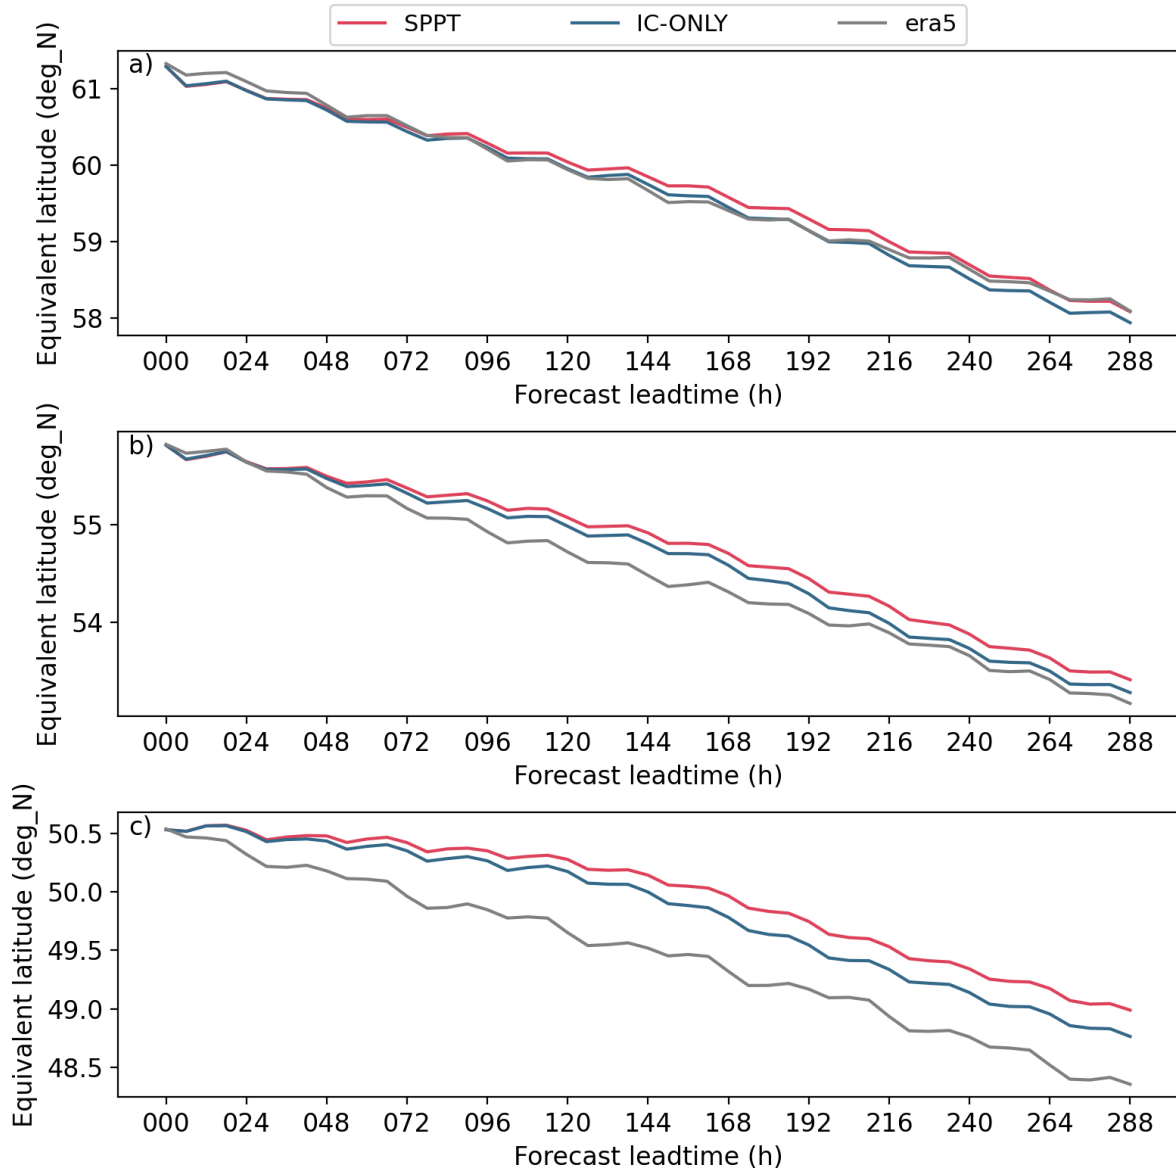 SPPT IC-ONLY era5
a)
Equivalent latitude (deg_N)
61
60
59
58
000 024 048 072 096 120 144 168 192 216 240 264 288
Forecast leadtime (h)
b)
Equivalent latitude (deg_N)
55
54
000 024 048 072 096 120 144 168 192 216 240 264 288
Forecast leadtime (h)
c)
Equivalent latitude (deg_N)
50.5
50.0
49.5
49.0
48.5
000 024 048 072 096 120 144 168 192 216 240 264 288
Forecast leadtime (h)